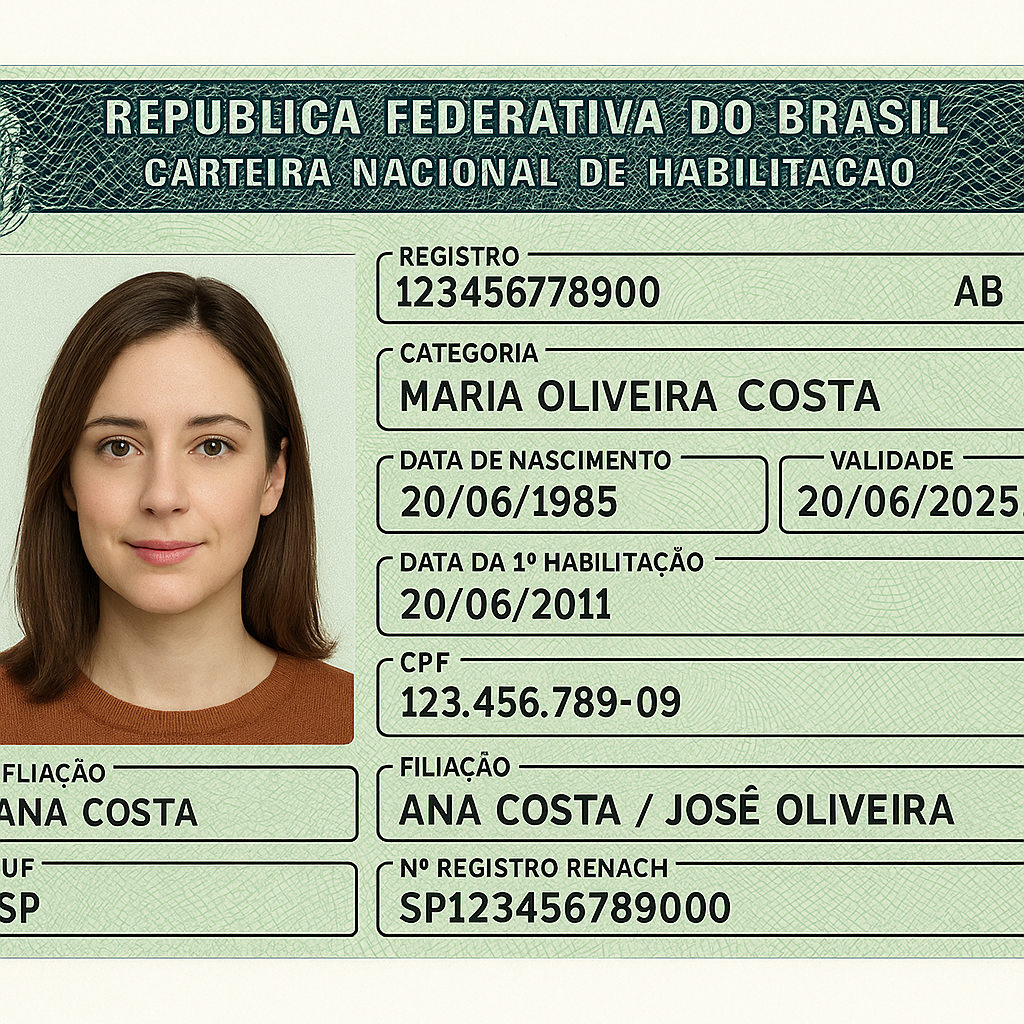 REPUBLICA FEDERATIVA DO BRASIL
CARTEIRA NACIONAL DE HABILITACAO
REGISTRO
123456778900 AB
CATEGORIA
MARIA OLIVEIRA COSTA
DATA DE NASCIMENTO VALIDADE
20/06/1985 20/06/2025
DATA DA 1º HABILITAÇÃO
20/06/2011
CPF
123.456.789-09
FLIAÇÃO FILIAÇÃO
ANA COSTA ANA COSTA / JOSÊ OLIVEIRA
UF Nº REGISTRO RENACH
SP SP123456789000